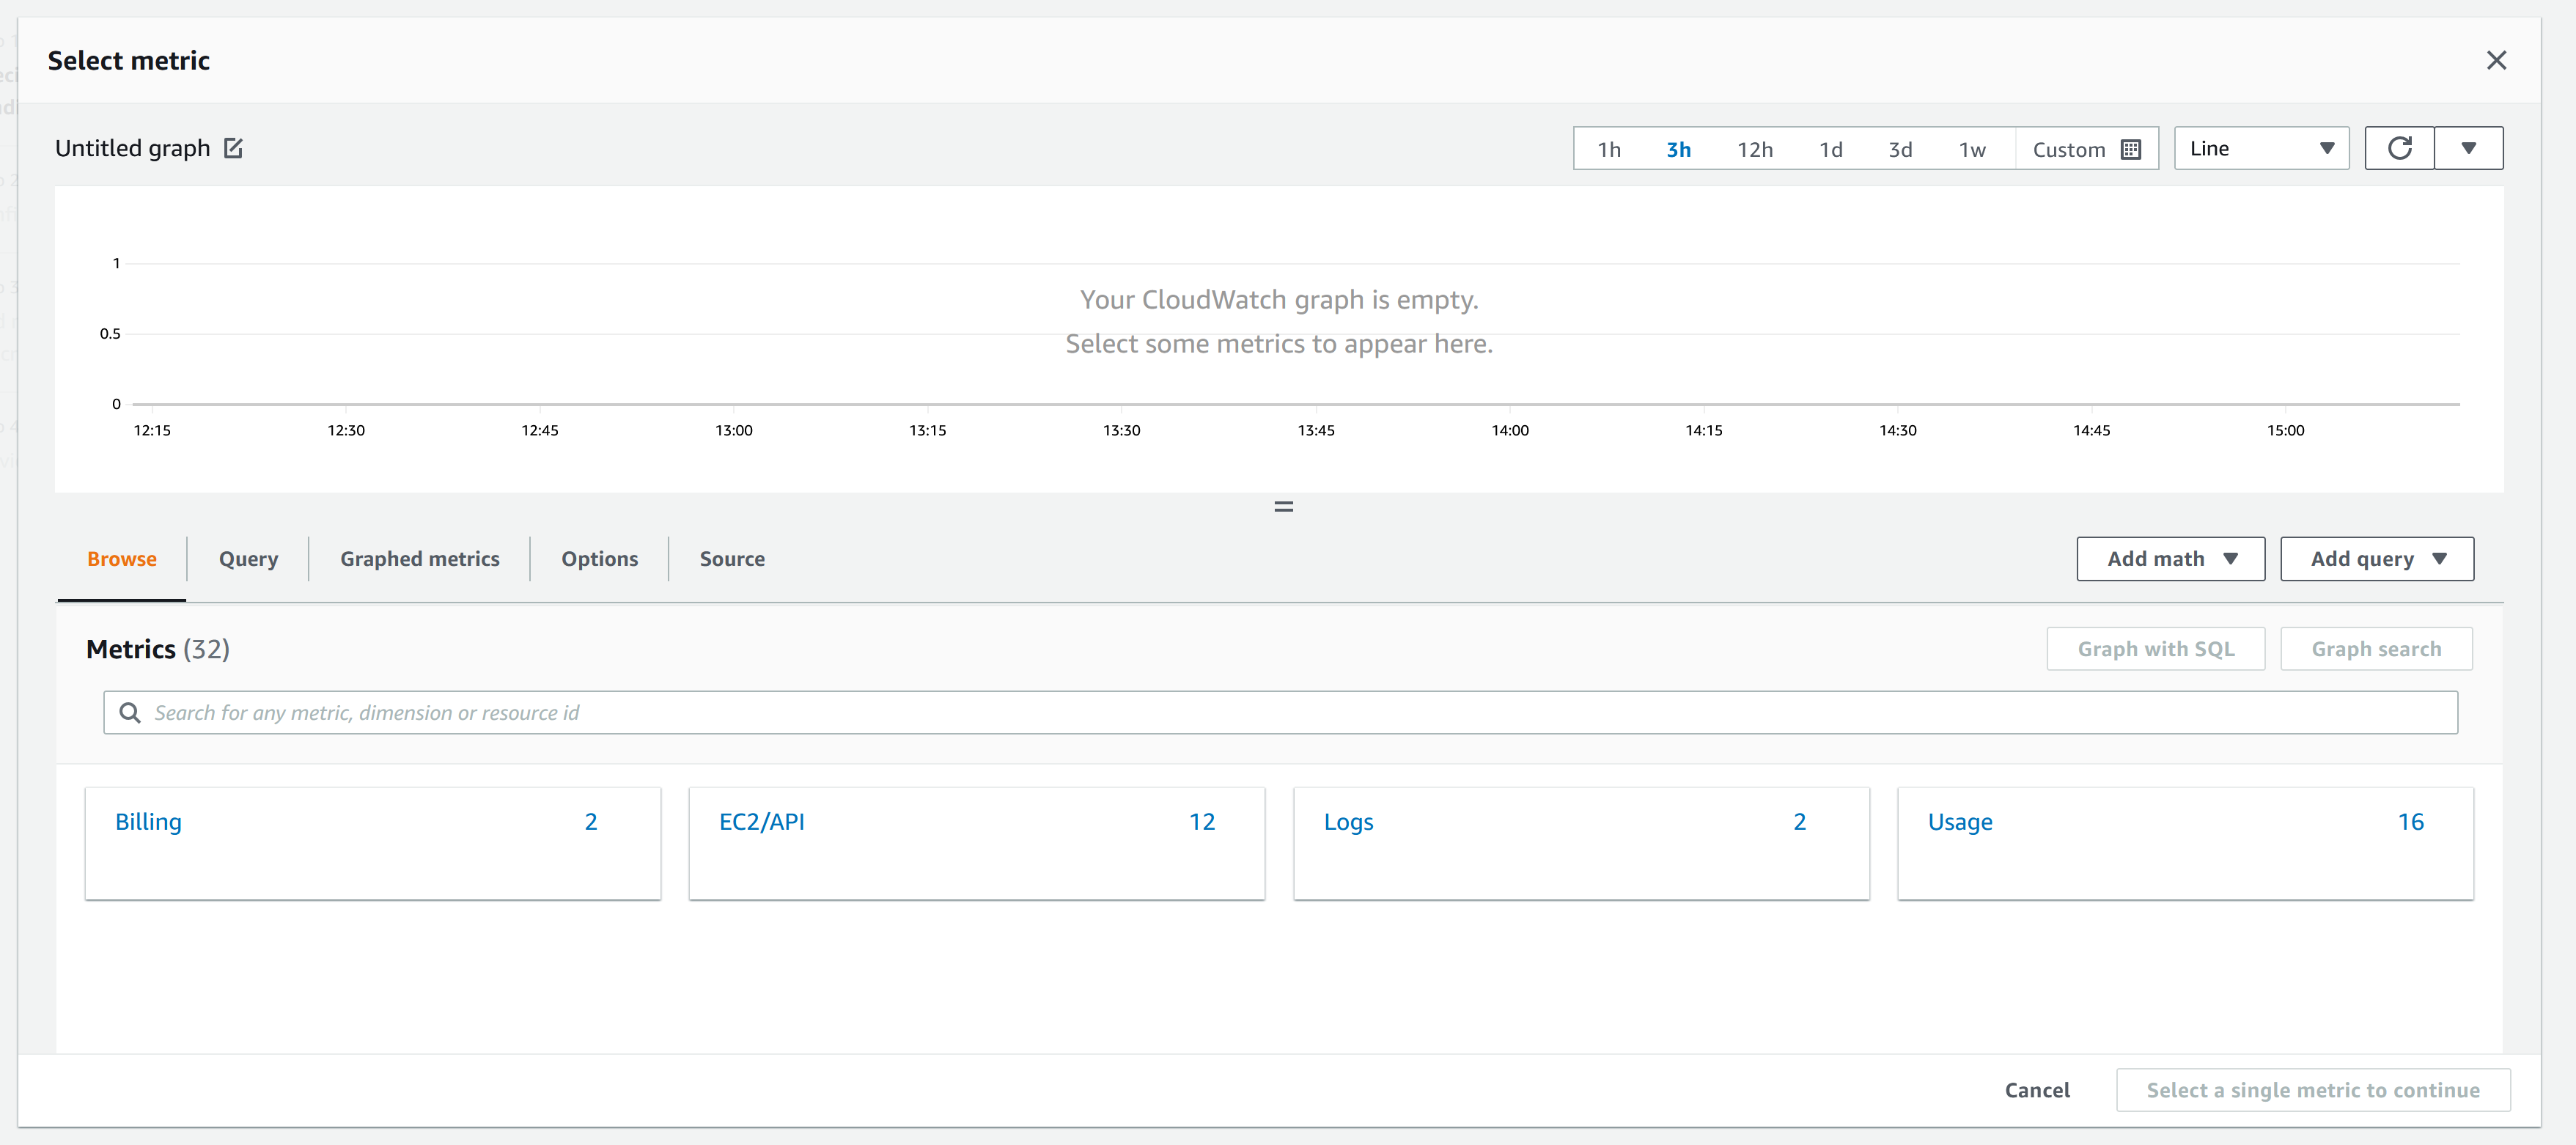 Select metric
Untitled graph
1h 3h 12h 1d 3d 1w Custom Line
1
Your CloudWatch graph is empty.
0.5
Select some metrics to appear here.
0
12:15 12:30 12:45 13:00 13:15 13:30 13:45 14:00 14:15 14:30 14:45 15:00
Browse Query Graphed metrics Options Source Add math Add query
Metrics (32) Graph with SQL Graph search
Search for any metric, dimension or resource id
Billing 2 EC2/API 12 Logs 2 Usage 16
Cancel Select a single metric to continue